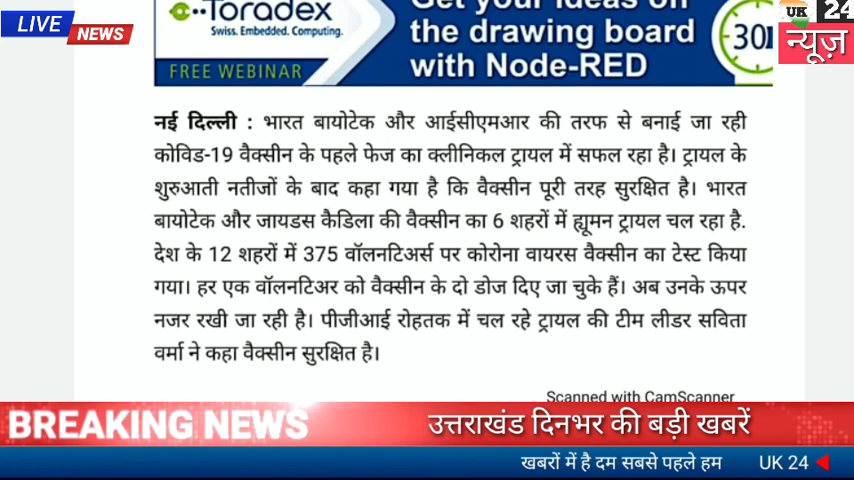 LIVE
NEWS
Toradex
Swiss. Embedded. Computing.
FREE WEBINAR
Get your ideas on
the drawing board
with Node-RED
30
UK 24
न्यूज़
नई दिल्ली : भारत बायोटेक और आईसीएमआर की तरफ से बनाई जा रही
कोविड-19 वैक्सीन के पहले फेज का क्लीनिकल ट्रायल में सफल रहा है। ट्रायल के
शुरुआती नतीजों के बाद कहा गया है कि वैक्सीन पूरी तरह सुरक्षित है। भारत
बायोटेक और जायडस कैडिला की वैक्सीन का 6 शहरों में ह्यूमन ट्रायल चल रहा है.
देश के 12 शहरों में 375 वॉलनटिअर्स पर कोरोना वायरस वैक्सीन का टेस्ट किया
गया। हर एक वॉलनटिअर को वैक्सीन के दो डोज दिए जा चुके हैं। अब उनके ऊपर
नजर रखी जा रही है। पीजीआई रोहतक में चल रहे ट्रायल की टीम लीडर सविता
वर्मा ने कहा वैक्सीन सुरक्षित है।
Scanned with CamScanner
BREAKING NEWS
उत्तराखंड दिनभर की बड़ी खबरें
खबरों में है दम सबसे पहले हम UK 24